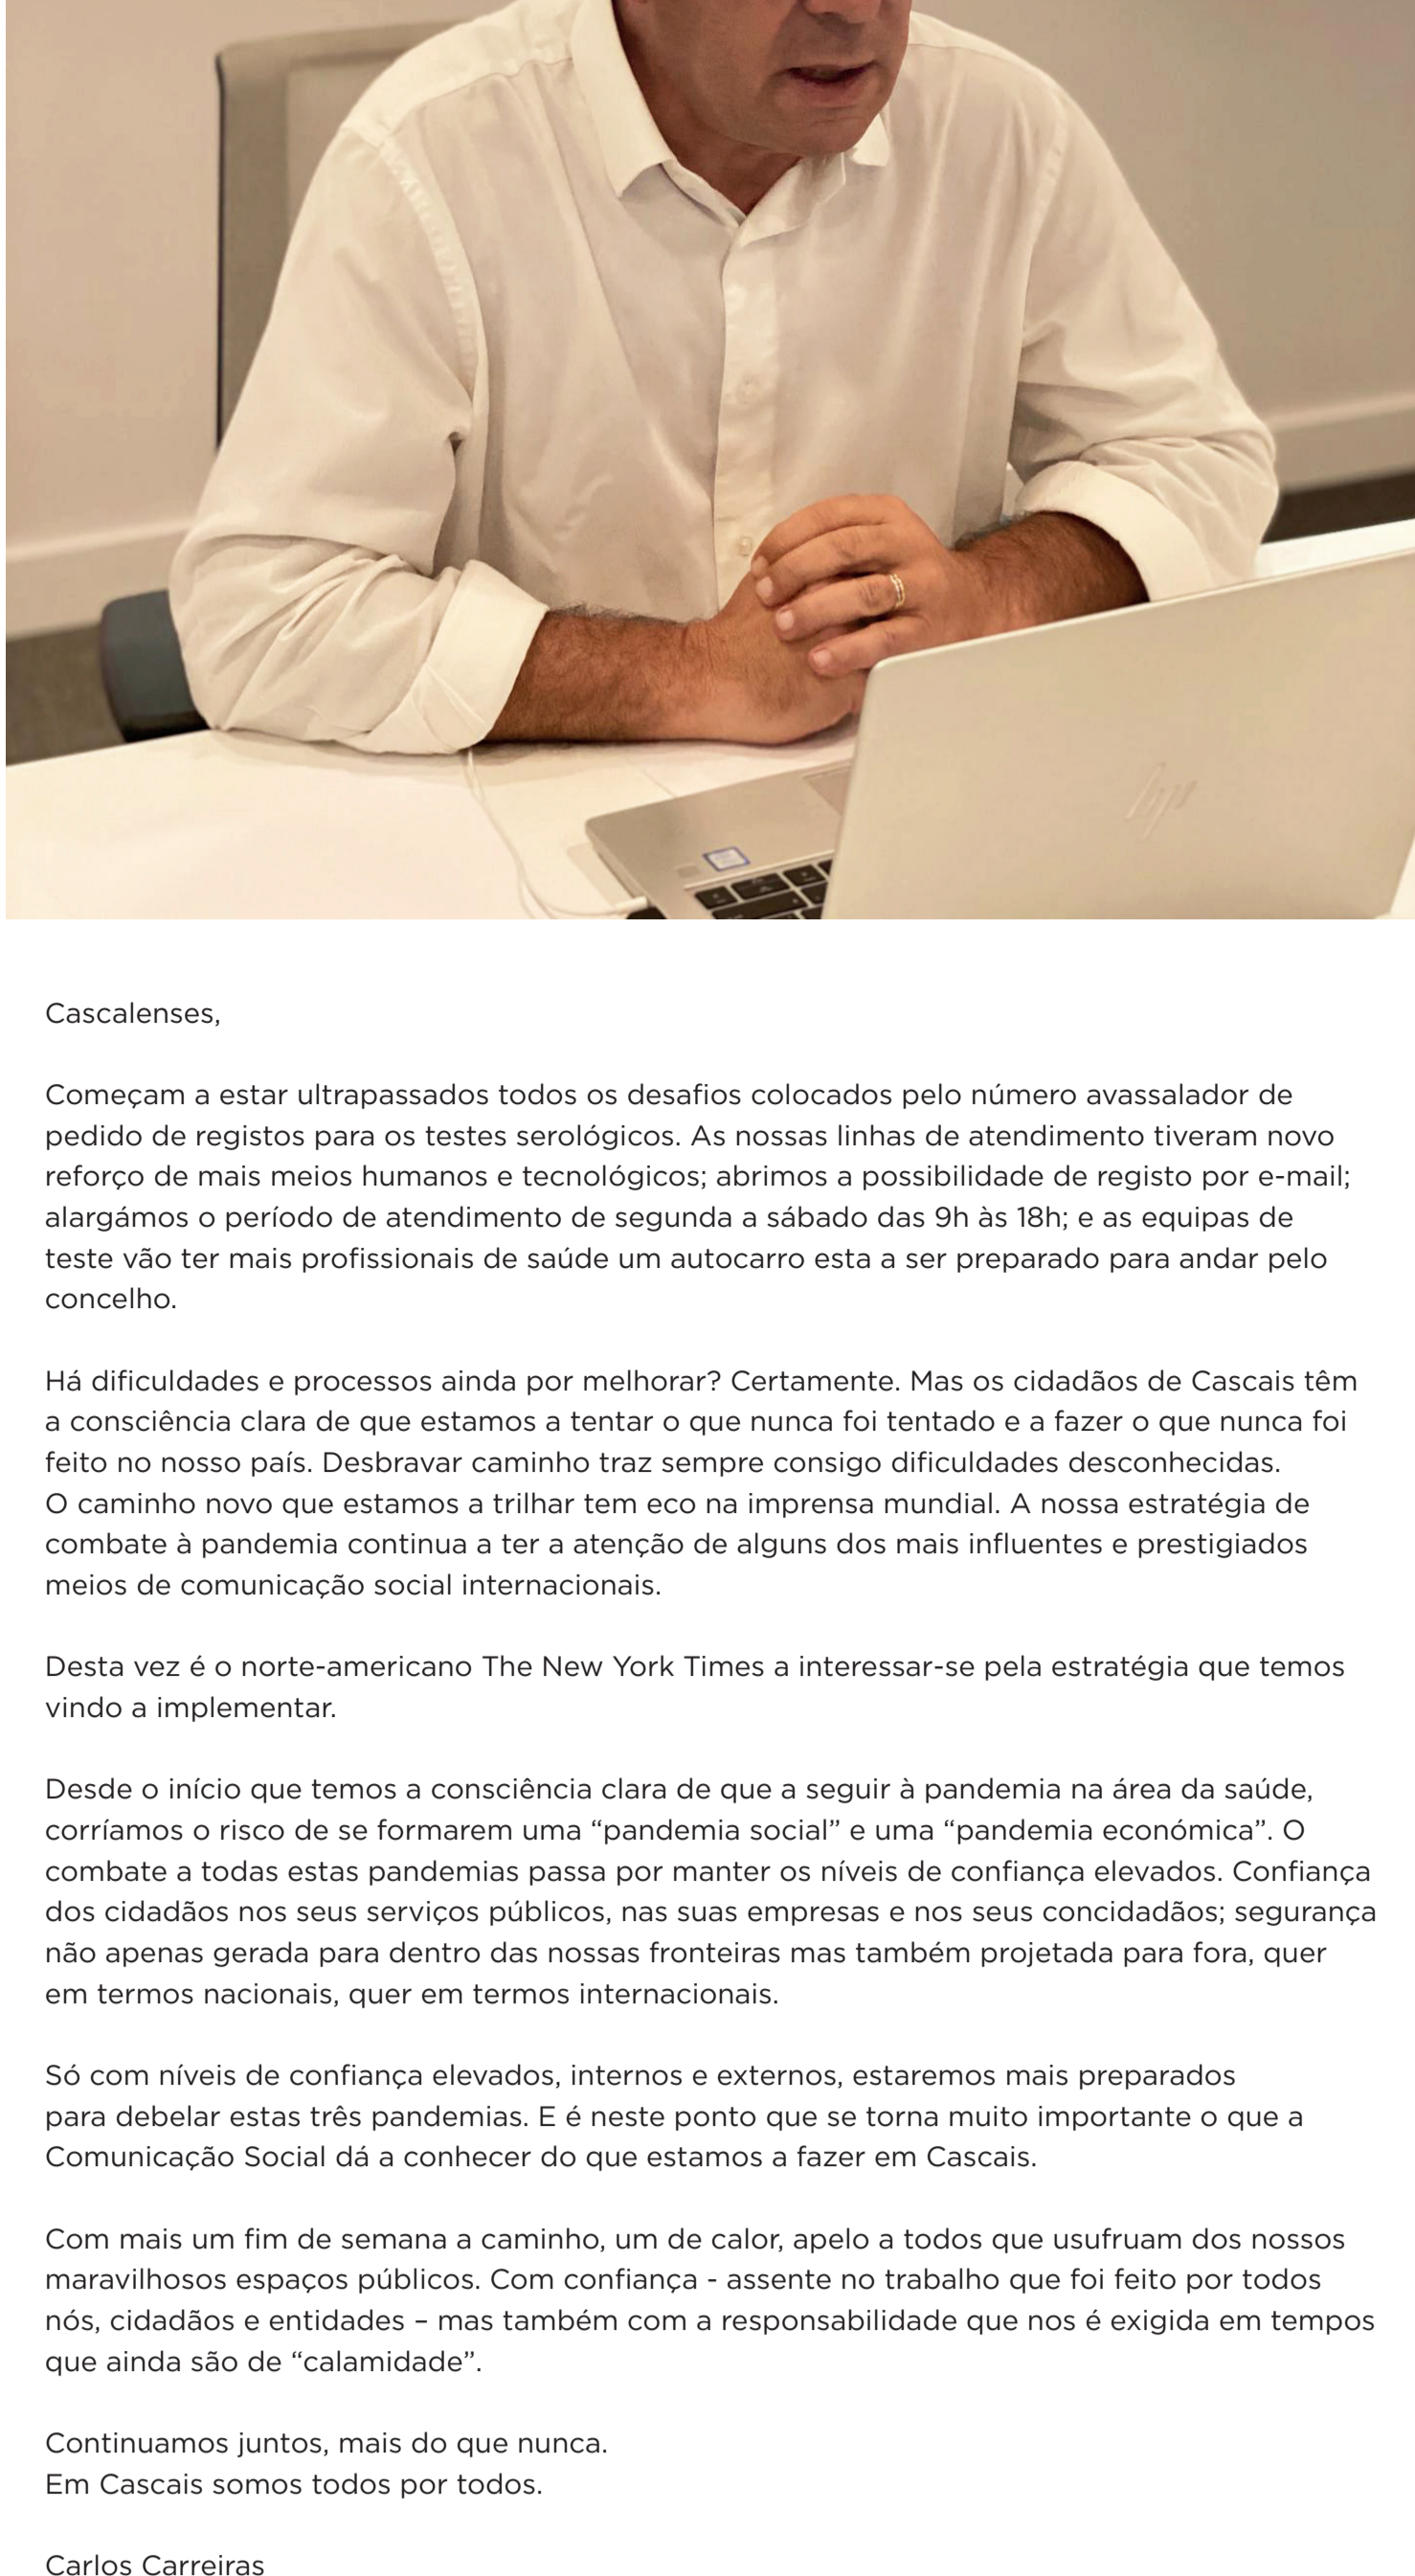 hp
Cascalenses,
Começam a estar ultrapassados todos os desafios colocados pelo número avassalador de
pedido de registos para os testes serológicos. As nossas linhas de atendimento tiveram novo
reforço de mais meios humanos e tecnológicos; abrimos a possibilidade de registo por e-mail;
alargámos o período de atendimento de segunda a sábado das 9h às 18h; e as equipas de
teste vão ter mais profissionais de saúde um autocarro esta a ser preparado para andar pelo
concelho.
Há dificuldades e processos ainda por melhorar? Certamente. Mas os cidadãos de Cascais têm
a consciência clara de que estamos a tentar o que nunca foi tentado e a fazer o que nunca foi
feito no nosso país. Desbravar caminho traz sempre consigo dificuldades desconhecidas.
O caminho novo que estamos a trilhar tem eco na imprensa mundial. A nossa estratégia de
combate à pandemia continua a ter a atenção de alguns dos mais influentes e prestigiados
meios de comunicação social internacionais.
Desta vez é o norte-americano The New York Times a interessar-se pela estratégia que temos
vindo a implementar.
Desde o início que temos a consciência clara de que a seguir à pandemia na área da saúde,
corríamos o risco de se formarem uma “pandemia social” e uma “pandemia económica”. O
combate a todas estas pandemias passa por manter os níveis de confiança elevados. Confiança
dos cidadãos nos seus serviços públicos, nas suas empresas e nos seus concidadãos; segurança
não apenas gerada para dentro das nossas fronteiras mas também projetada para fora, quer
em termos nacionais, quer em termos internacionais.
Só com níveis de confiança elevados, internos e externos, estaremos mais preparados
para debelar estas três pandemias. E é neste ponto que se torna muito importante o que a
Comunicação Social dá a conhecer do que estamos a fazer em Cascais.
Com mais um fim de semana a caminho, um de calor, apelo a todos que usufruam dos nossos
maravilhosos espaços públicos. Com confiança - assente no trabalho que foi feito por todos
nós, cidadãos e entidades – mas também com a responsabilidade que nos é exigida em tempos
que ainda são de “calamidade”.
Continuamos juntos, mais do que nunca.
Em Cascais somos todos por todos.
Carlos Carreiras